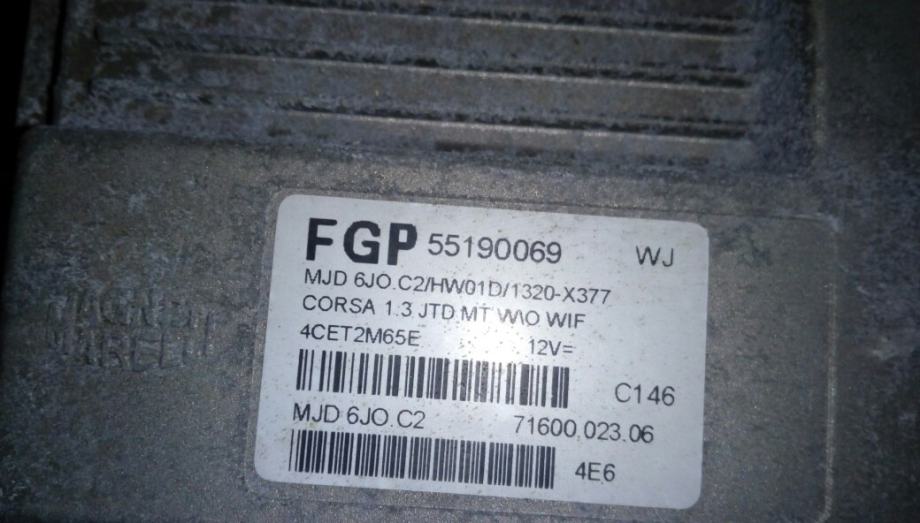 FGP 55190069 WJ
MJD 6JO.C2/HW01D/1320-X377
CORSA 1.3 JTD MT W\O WIF
4CET2M65E 12V=
C146
MJD 6JO.C2 71600.023.06
4E6
MAGNETI
MARELLI